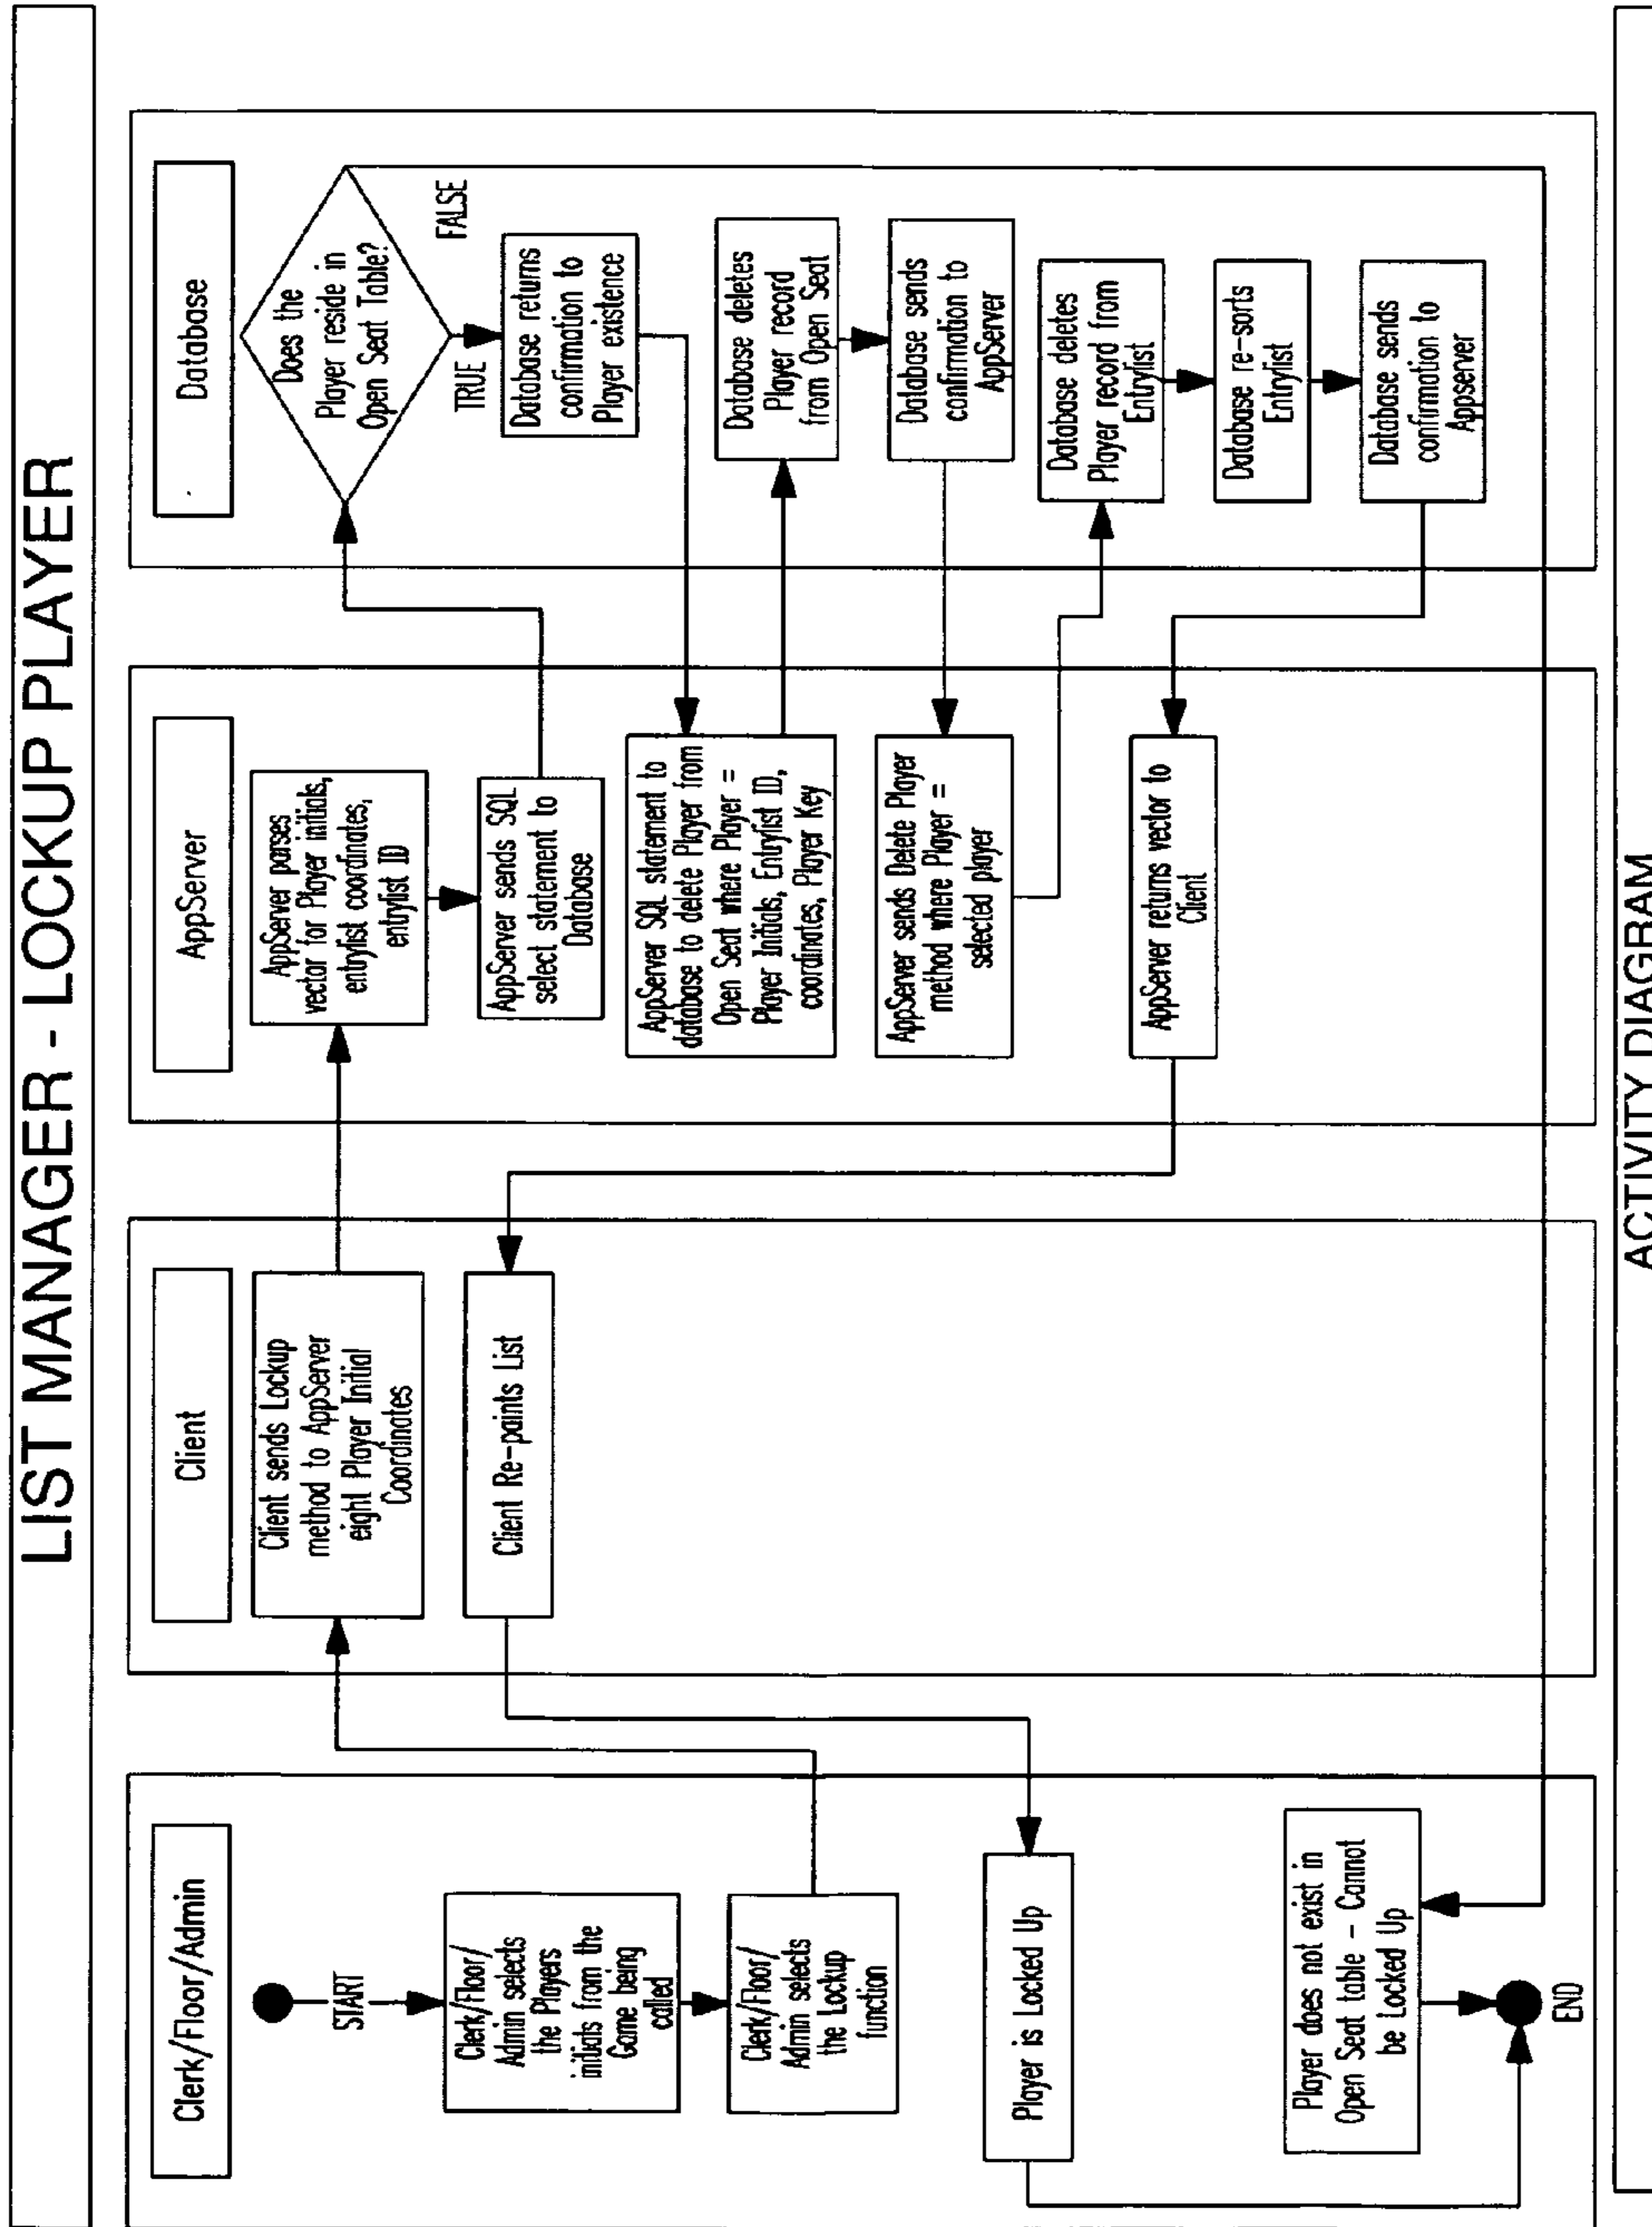 LIST MANAGER - LOCKUP PLAYER
Clerk/Floor/Admin
START
Clerk/Floor/
Admin selects
the Players
initials from the
Game being
called
Clerk/Floor/
Admin selects
the Lockup
function
Player is Locked Up
Player does not exist in
Open Seat table - Cannot
be Locked Up
END
Client
Client sends Lockup
method to AppServer
eight Player Initial
Coordinates
Client Re-paints List
AppServer
AppServer parses
vector for Player initials,
entrylist coordinates,
entrylist ID
AppServer sends SQL
select statement to
Database
AppServer SQL statement to
database to delete Player from
Open Seat where Player =
Player Initials, Entrylist ID,
coordinates, Player Key
AppServer sends Delete Player
method where Player =
selected player
AppServer returns vector to
Client
Database
Does the
Player reside in
Open Seat Table?
TRUE
FALSE
Database returns
confirmation to
Player existence
Database deletes
Player record
from Open Seat
Database sends
confirmation to
AppServer
Database deletes
Player record from
Entrylist
Database re-sorts
Entrylist
Database sends
confirmation to
Appserver
ACTIVITY DIAGRAM